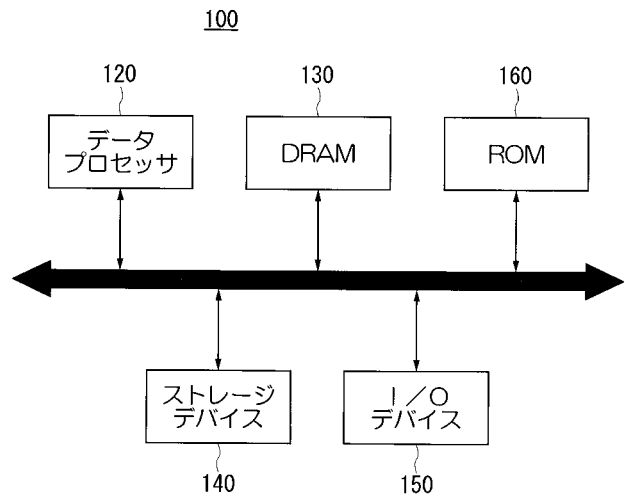 100
120
130
160
データ
プロセッサ
DRAM
ROM
ストレージ
デバイス
I/O
デバイス
140
150